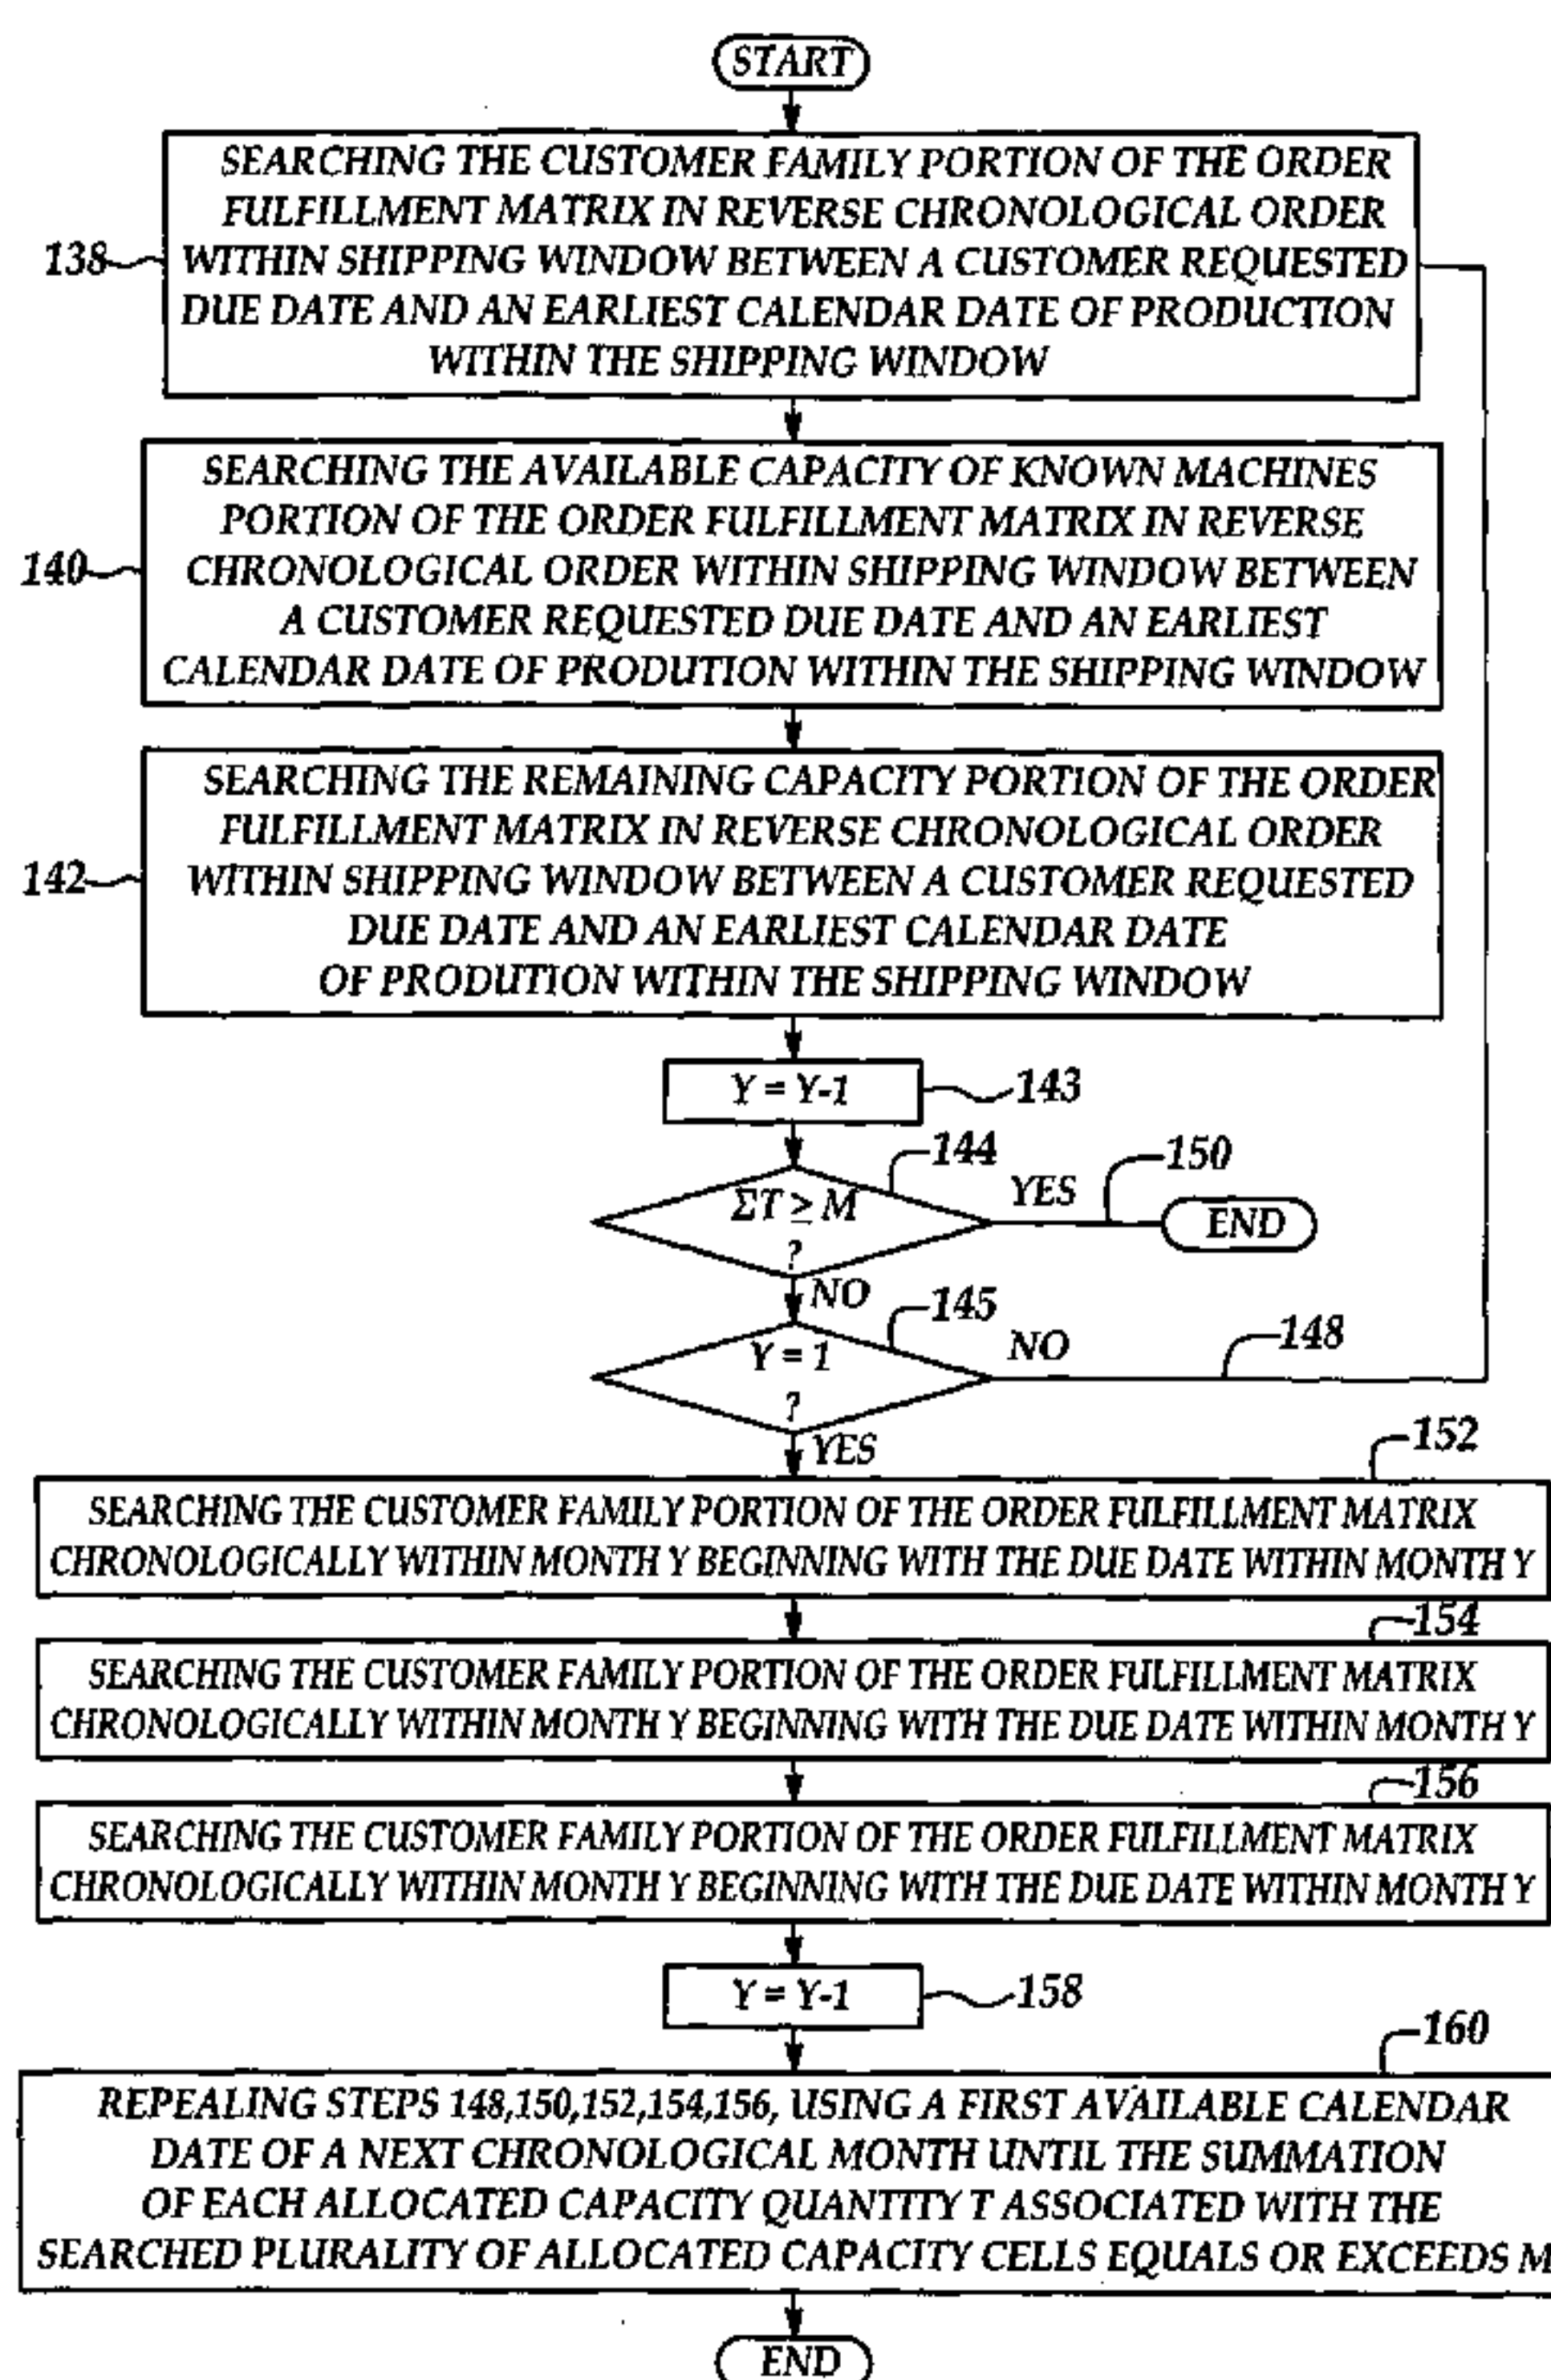 START
SEARCHING THE CUSTOMER FAMILY PORTION OF THE ORDER
FULFILLMENT MATRIX IN REVERSE CHRONOLOGICAL ORDER
138
WITHIN SHIPPING WINDOW BETWEEN A CUSTOMER REQUESTED
DUE DATE AND AN EARLIEST CALENDAR DATE OF PRODUCTION
WITHIN THE SHIPPING WINDOW
SEARCHING THE AVAILABLE CAPACITY OF KNOWN MACHINES
PORTION OF THE ORDER FULFILLMENT MATRIX IN REVERSE
140
CHRONOLOGICAL ORDER WITHIN SHIPPING WINDOW BETWEEN
A CUSTOMER REQUESTED DUE DATE AND AN EARLIEST
CALENDAR DATE OF PRODUTION WITHIN THE SHIPPING WINDOW
SEARCHING THE REMAINING CAPACITY PORTION OF THE ORDER
FULFILLMENT MATRIX IN REVERSE CHRONOLOGICAL ORDER
142
WITHIN SHIPPING WINDOW BETWEEN A CUSTOMER REQUESTED
DUE DATE AND AN EARLIEST CALENDAR DATE
OF PRODUTION WITHIN THE SHIPPING WINDOW
Y = Y-1
143
144
150
ΣT ≥ M
?
YES
END
NO
145
Y = 1
?
NO
148
YES
152
SEARCHING THE CUSTOMER FAMILY PORTION OF THE ORDER FULFILLMENT MATRIX
CHRONOLOGICALLY WITHIN MONTH Y BEGINNING WITH THE DUE DATE WITHIN MONTH Y
154
SEARCHING THE CUSTOMER FAMILY PORTION OF THE ORDER FULFILLMENT MATRIX
CHRONOLOGICALLY WITHIN MONTH Y BEGINNING WITH THE DUE DATE WITHIN MONTH Y
156
SEARCHING THE CUSTOMER FAMILY PORTION OF THE ORDER FULFILLMENT MATRIX
CHRONOLOGICALLY WITHIN MONTH Y BEGINNING WITH THE DUE DATE WITHIN MONTH Y
Y = Y-1
158
160
REPEALING STEPS 148,150,152,154,156, USING A FIRST AVAILABLE CALENDAR
DATE OF A NEXT CHRONOLOGICAL MONTH UNTIL THE SUMMATION
OF EACH ALLOCATED CAPACITY QUANTITY T ASSOCIATED WITH THE
SEARCHED PLURALITY OF ALLOCATED CAPACITY CELLS EQUALS OR EXCEEDS M
END